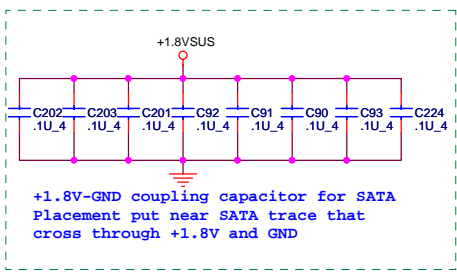 +1.8VSUS
C202 C203 C201 C92 C91 C90 C93 C224
.1U_4 .1U_4 .1U_4 .1U_4 .1U_4 .1U_4 .1U_4 .1U_4
+1.8V-GND coupling capacitor for SATA
Placement put near SATA trace that
cross through +1.8V and GND